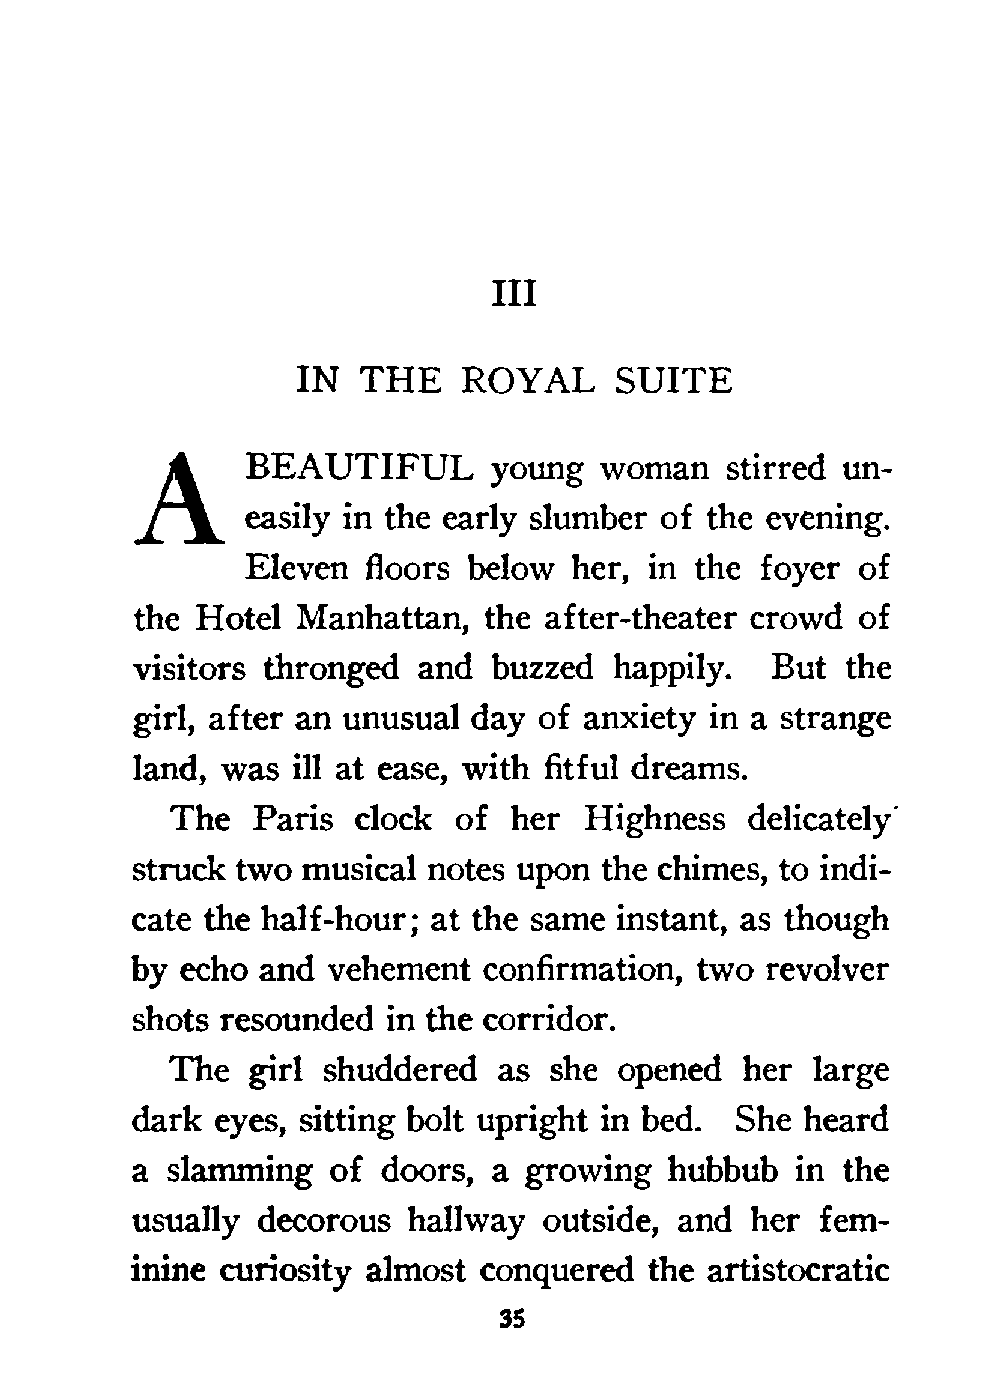 III
IN THE ROYAL SUITE
A BEAUTIFUL young woman stirred un-
easily in the early slumber of the evening.
Eleven floors below her, in the foyer of
the Hotel Manhattan, the after-theater crowd of
visitors thronged and buzzed happily. But the
girl, after an unusual day of anxiety in a strange
land, was ill at ease, with fitful dreams.
The Paris clock of her Highness delicately
struck two musical notes upon the chimes, to indi-
cate the half-hour; at the same instant, as though
by echo and vehement confirmation, two revolver
shots resounded in the corridor.
The girl shuddered as she opened her large
dark eyes, sitting bolt upright in bed. She heard
a slamming of doors, a growing hubbub in the
usually decorous hallway outside, and her fem-
inine curiosity almost conquered the artistocratic
35